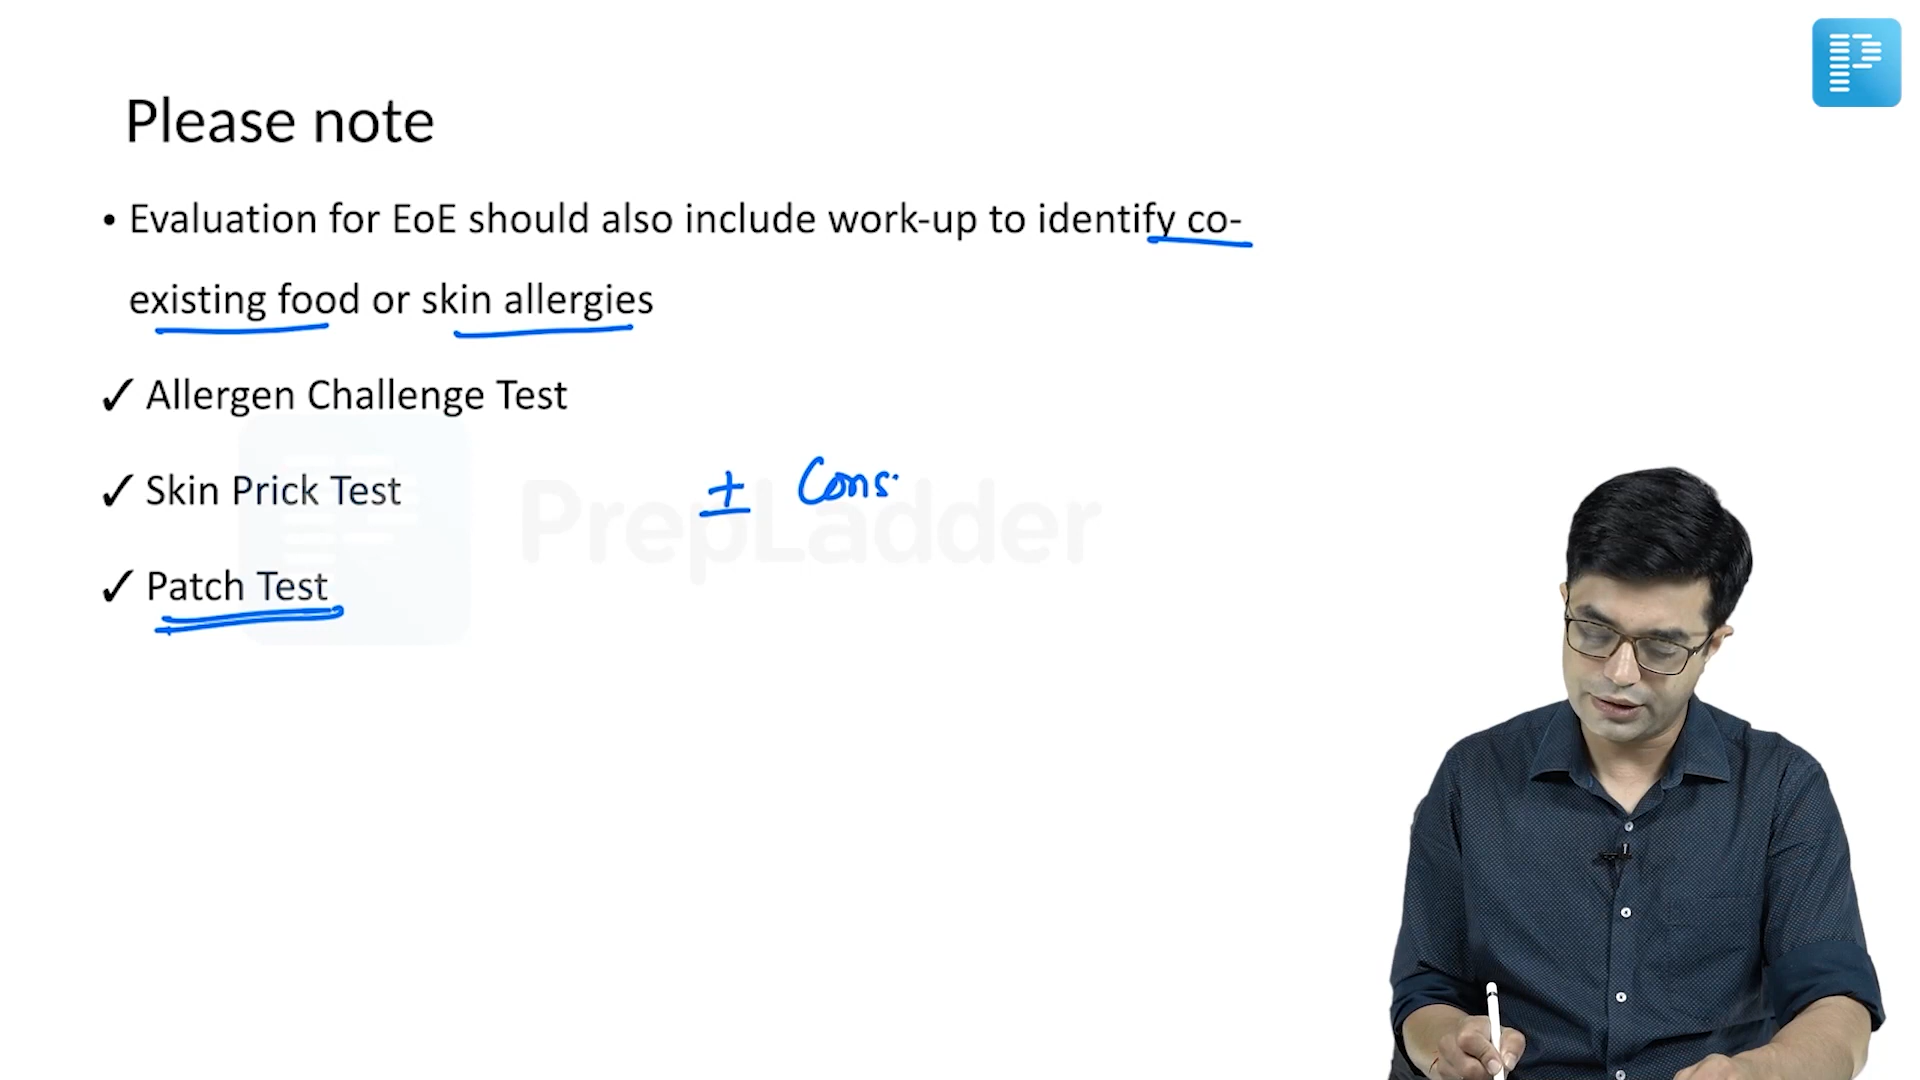 Please note
• Evaluation for EoE should also include work-up to identify co-
existing food or skin allergies
✓ Allergen Challenge Test
✓ Skin Prick Test
± Cons
✓ Patch Test
PrepLadder